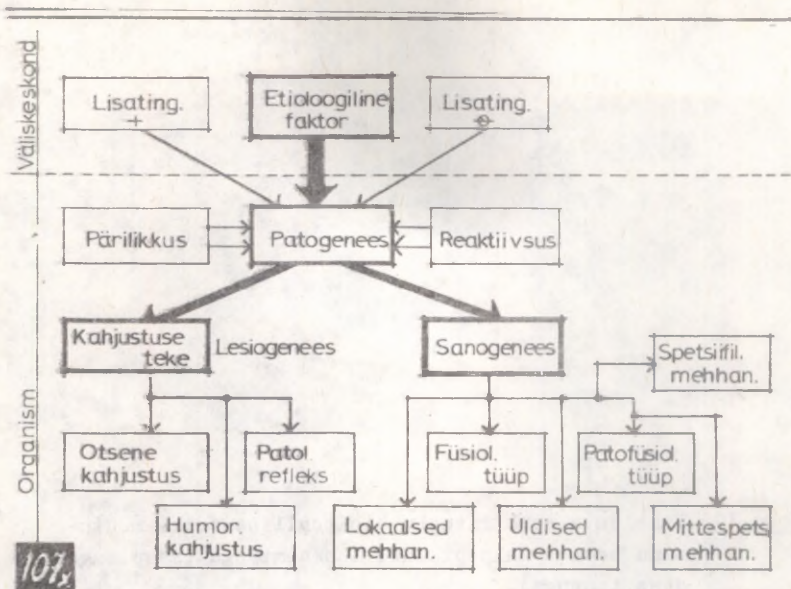 Väliskeskond
Lisating.
+
Etioloogiline
faktor
Lisating.
Organism
Pärilikkus
Patogenees
Reaktiivsus
Kahjustuse
teke
Lesiogenees
Sanogenees
Spetsiifil.
mehhan.
Otsene
kahjustus
Patol.
refleks
Füsiol.
tüüp
Patofüsiol.
tüüp
Humor.
kahjustus
Lokaalsed
mehhan.
Üldised
mehhan.
Mittespets.
mehhan.
107x